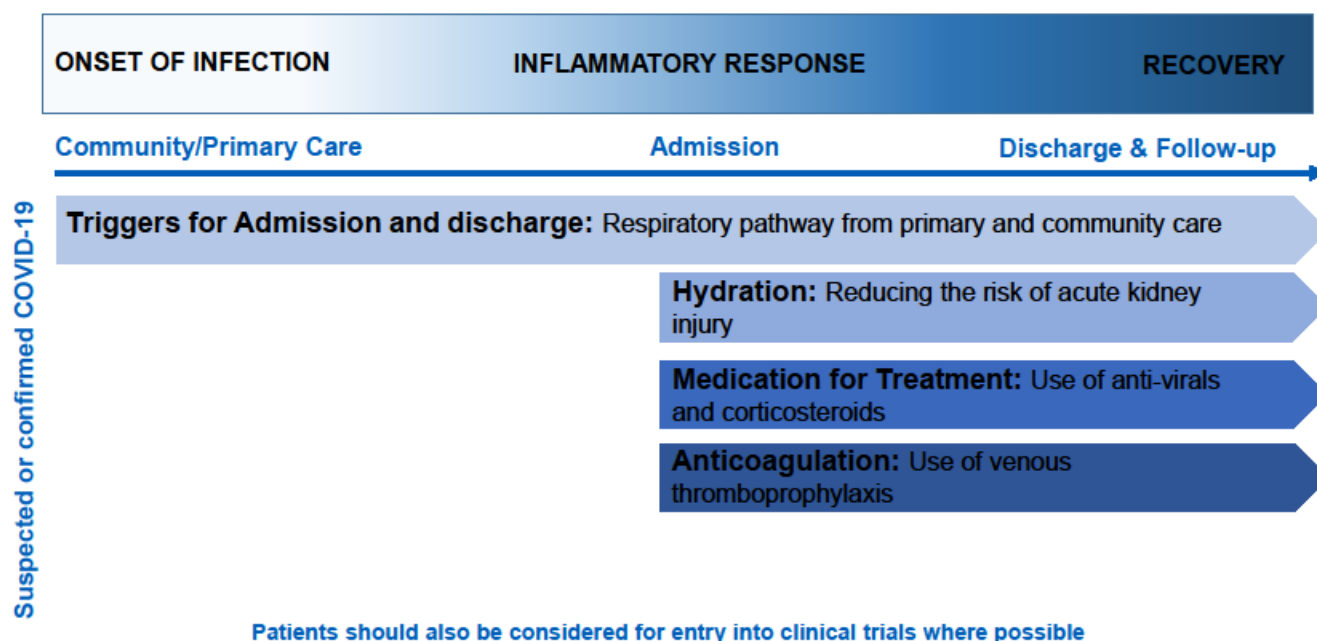 ONSET OF INFECTION
INFLAMMATORY RESPONSE
RECOVERY
Community/Primary Care
Admission
Discharge & Follow-up
Suspected or confirmed COVID-19
Triggers for Admission and discharge: Respiratory pathway from primary and community care
Hydration: Reducing the risk of acute kidney
injury
Medication for Treatment: Use of anti-virals
and corticosteroids
Anticoagulation: Use of venous
thromboprophylaxis
Patients should also be considered for entry into clinical trials where possible